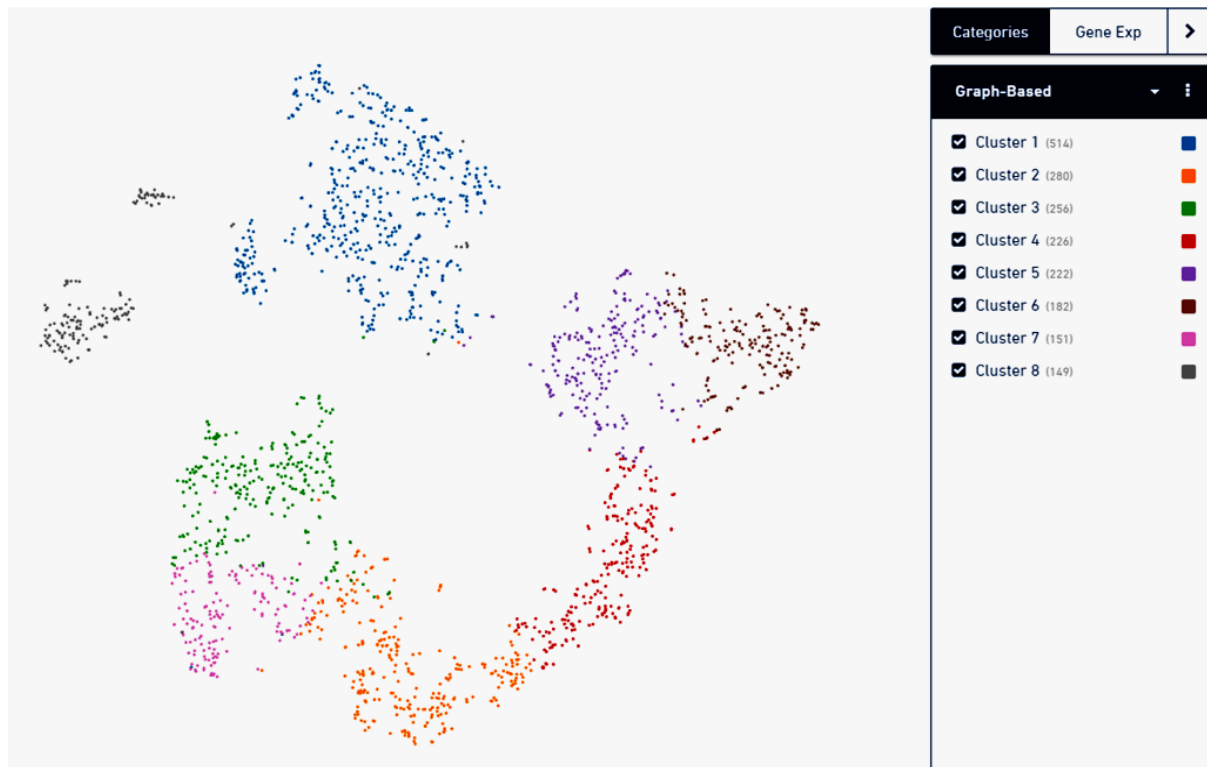 Categories Gene Exp
Graph-Based
Cluster 1 (514)
Cluster 2 (280)
Cluster 3 (256)
Cluster 4 (226)
Cluster 5 (222)
Cluster 6 (182)
Cluster 7 (151)
Cluster 8 (149)